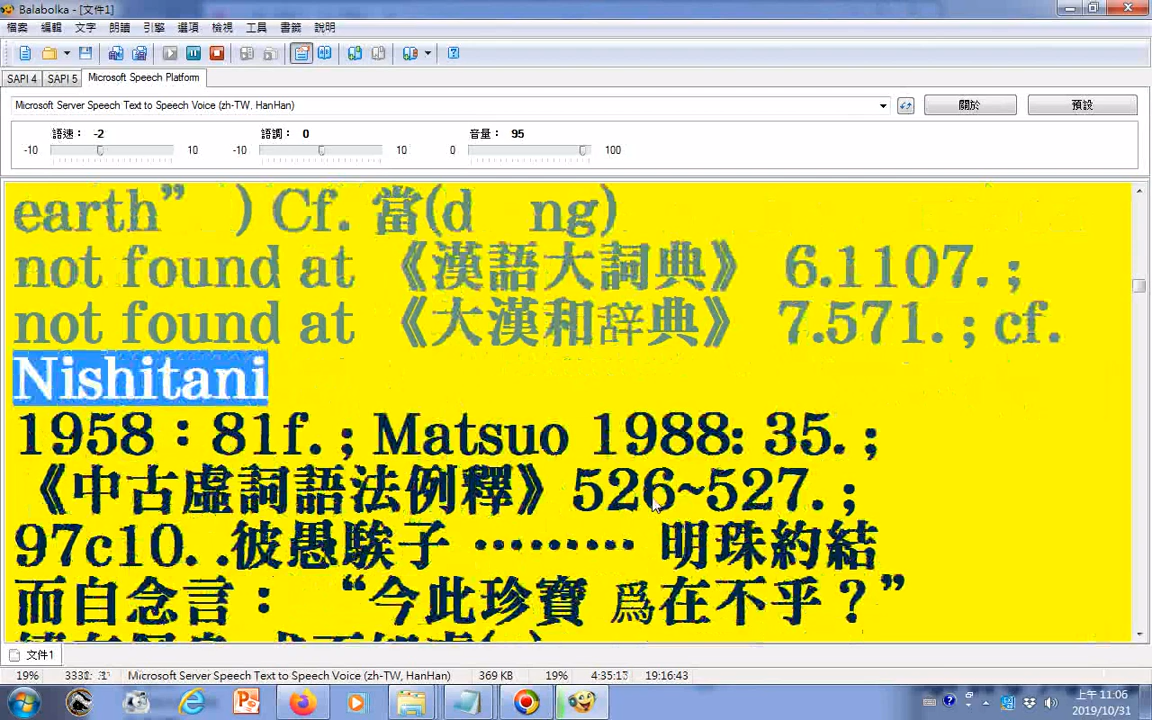 Balabolka - [文件1]
檔案 編輯 文字 朗讀 引擎 選項 檢視 工具 書籤 說明
SAPI 4 SAPI 5 Microsoft Speech Platform
Microsoft Server Speech Text to Speech Voice (zh-TW, HanHan) 關於 預設
語速： -2 語調： 0 音量： 95
-10 10 -10 10 0 100
earth” ) Cf. 當(d ng)
not found at 《漢語大詞典》 6.1107. ;
not found at 《大漢和辞典》 7.571. ; cf.
Nishitani
1958：81f. ; Matsuo 1988: 35. ;
《中古虛詞語法例釋》526~527. ;
97c10. .彼愚騃子 ⋯⋯⋯ 明珠約結
而自念言： “今此珍寶 爲在不乎？”
文件1
19% Microsoft Server Speech Text to Speech Voice (zh-TW, HanHan) 369 KB 19% 4:35:13 19:16:43
上午 11:06
2019/10/31